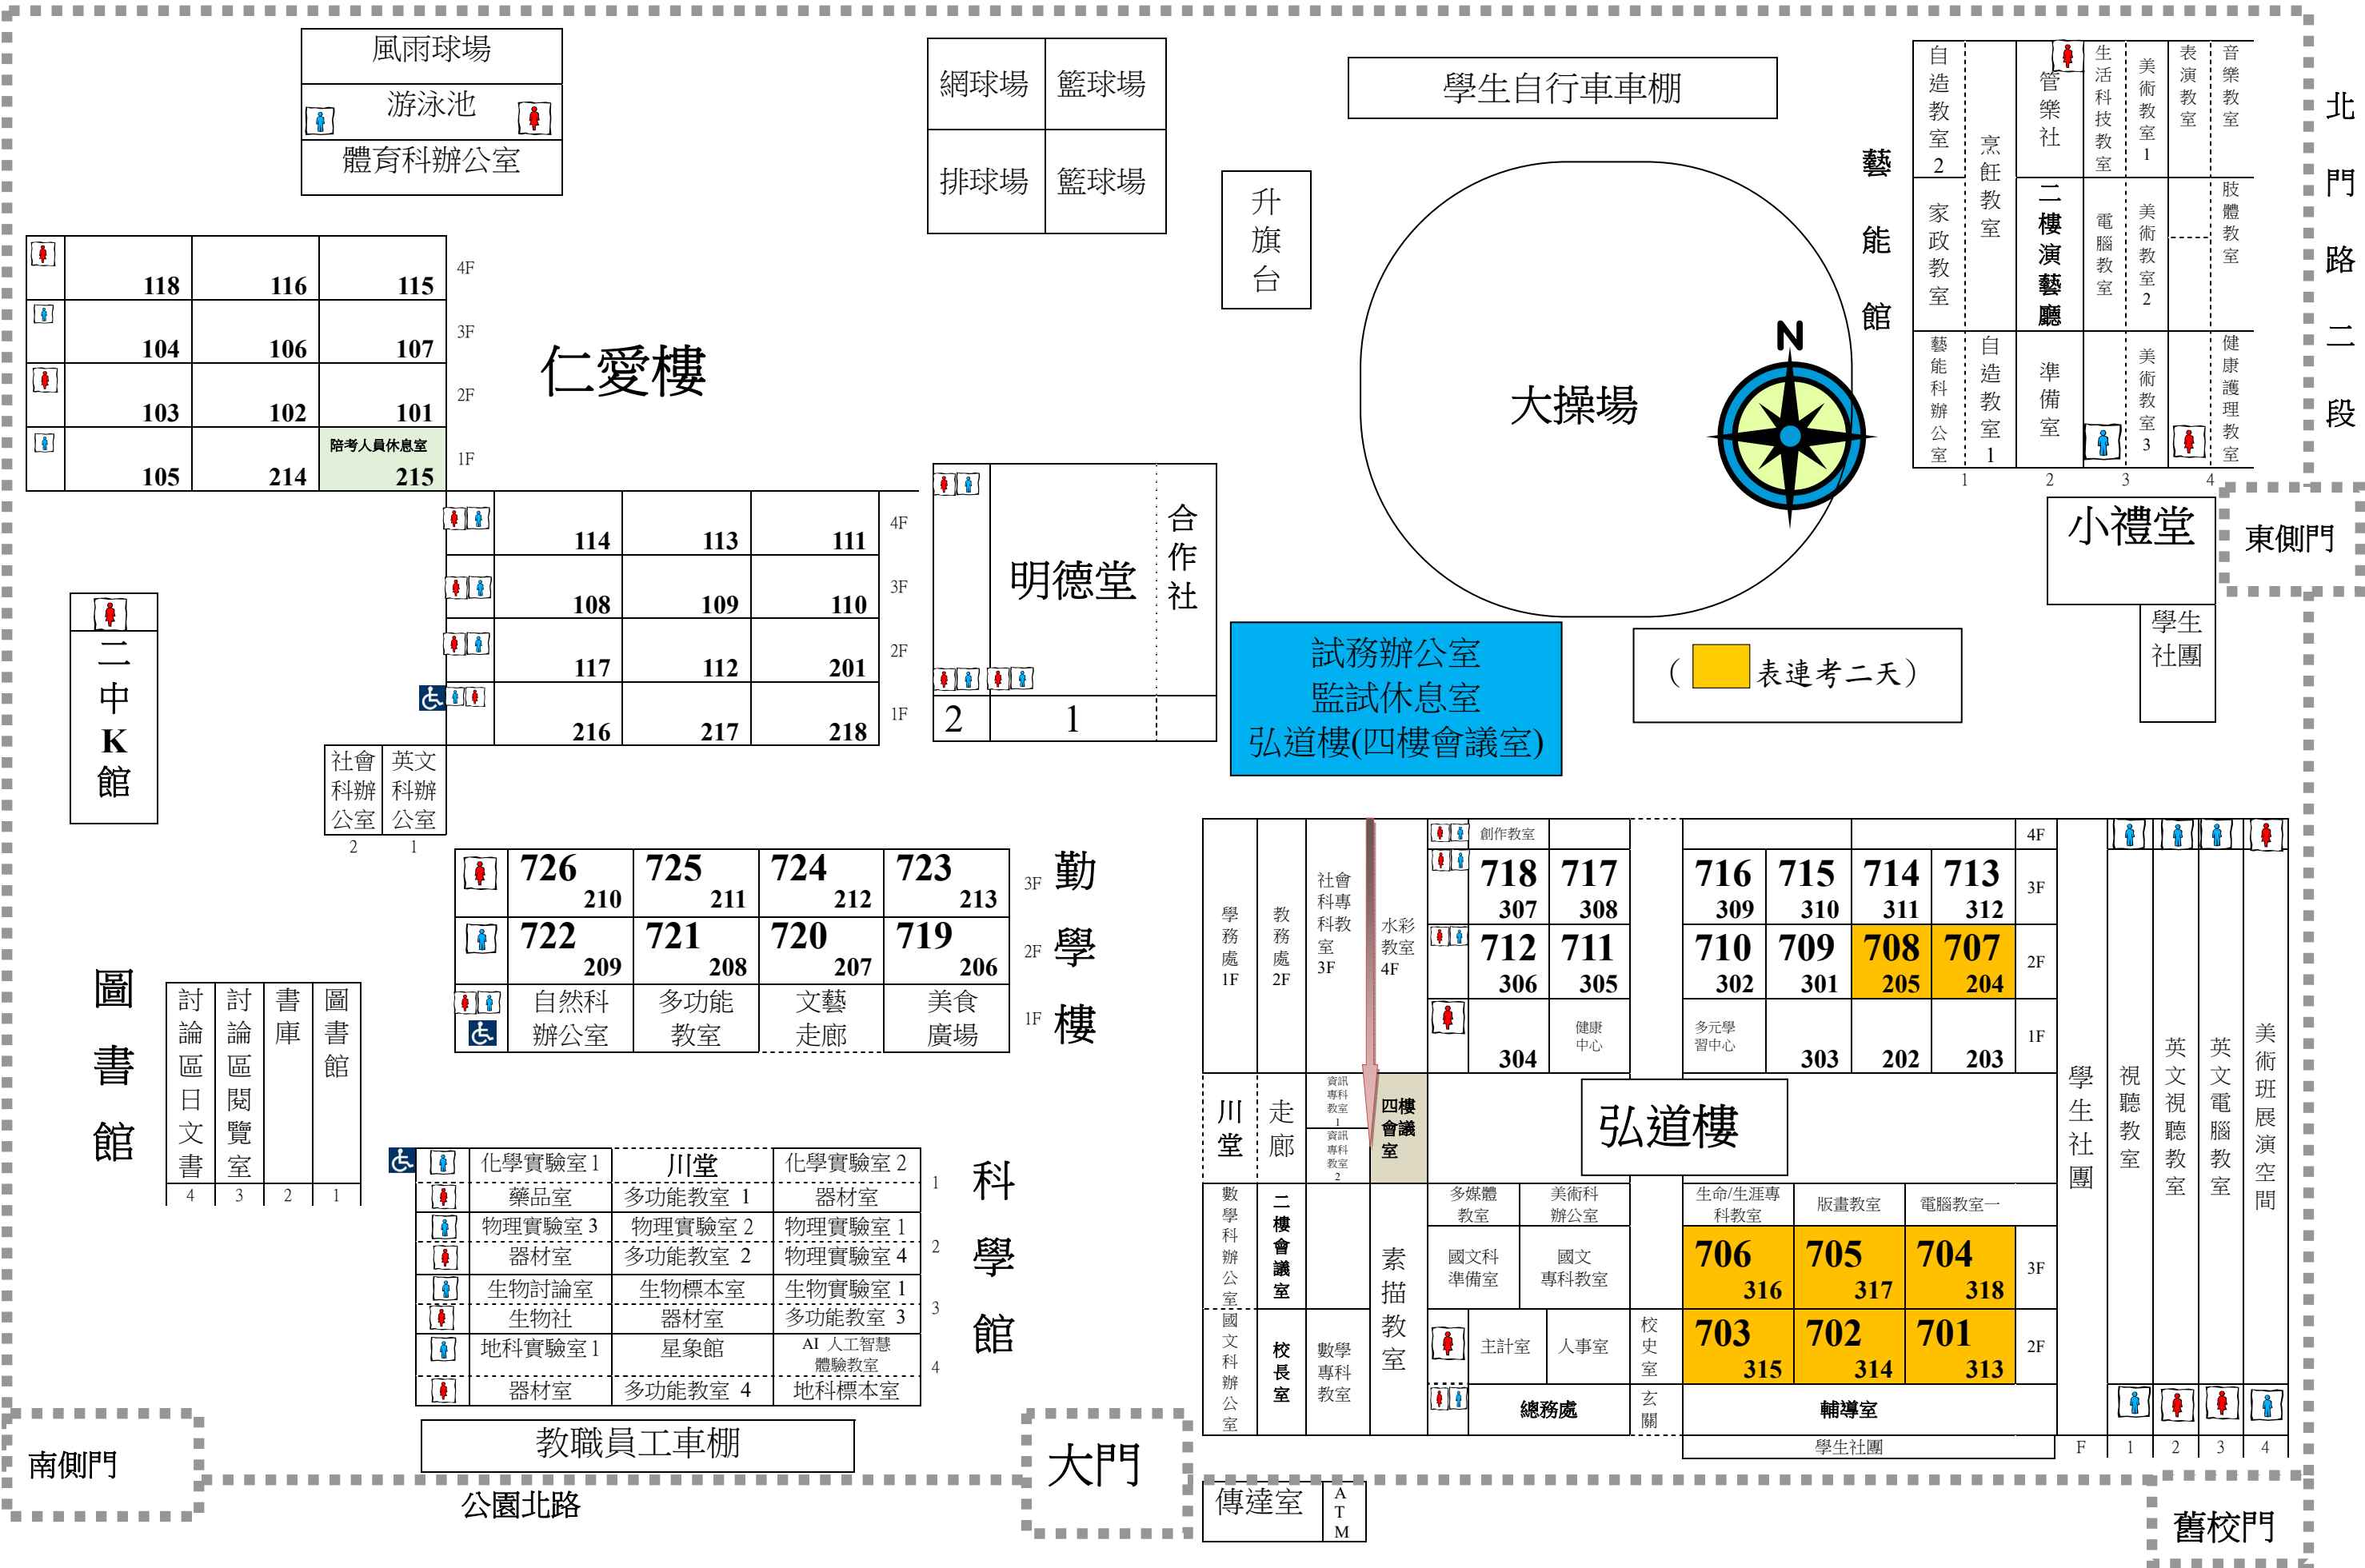 風雨球場
游泳池
體育科辦公室
網球場 籃球場
排球場 籃球場
學生自行車車棚
升旗台
大操場
N
藝能館
自造教室2
烹飪教室
管樂社
生活科技教室
美術教室1
表演教室
音樂教室
家政教室
二樓演藝廳
電腦教室
美術教室2
肢體教室
藝能科辦公室
自造教室1
準備室
美術教室3
健康護理教室
1 2 3 4
北門路二段
東側門
小禮堂
學生
社團
118 116 115 4F
104 106 107 3F
103 102 101 2F
陪考人員休息室
105 214 215 1F
仁愛樓
114 113 111 4F
108 109 110 3F
117 112 201 2F
216 217 218 1F
社會科辦公室
英文科辦公室
2 1
二中K館
明德堂
合作社
2 1
試務辦公室
監試休息室
弘道樓(四樓會議室)
( 表連考二天)
726 725 724 723
210 211 212 213
3F
722 721 720 719
209 208 207 206
2F
自然科辦公室
多功能教室
文藝走廊
美食廣場
1F
勤學樓
圖書館
討論區日文書
討論區閱覽室
書庫
圖書館
4 3 2 1
化學實驗室1 川堂 化學實驗室2
1
藥品室 多功能教室 1 器材室
物理實驗室3 物理實驗室2 物理實驗室1
2
器材室 多功能教室 2 物理實驗室4
生物討論室 生物標本室 生物實驗室1
3
生物社 器材室 多功能教室 3
地科實驗室1 星象館 AI 人工智慧體驗教室
4
器材室 多功能教室 4 地科標本室
科學館
教職員工車棚
南側門
公園北路
大門
傳達室
ATM
舊校門
學務處1F
教務處2F
社會科專科教室3F
水彩教室4F
創作教室
4F
718 717 716 715 714 713
307 308 309 310 311 312
3F
712 711 710 709 708 707
306 305 302 301 205 204
2F
健康中心
多元學習中心
304 303 202 203
1F
川堂
走廊
資訊專科教室1
資訊專科教室2
四樓會議室
弘道樓
數學科辦公室
二樓會議室
素描教室
多媒體教室
美術科辦公室
生命/生涯專科教室
版畫教室
電腦教室一
國文科準備室
國文專科教室
706 705 704
316 317 318
3F
國文科辦公室
校長室
數學專科教室
主計室
人事室
校史室
703 702 701
315 314 313
2F
總務處
玄關
輔導室
學生社團
學生社團
視聽教室
英文視聽教室
英文電腦教室
美術班展演空間
F 1 2 3 4